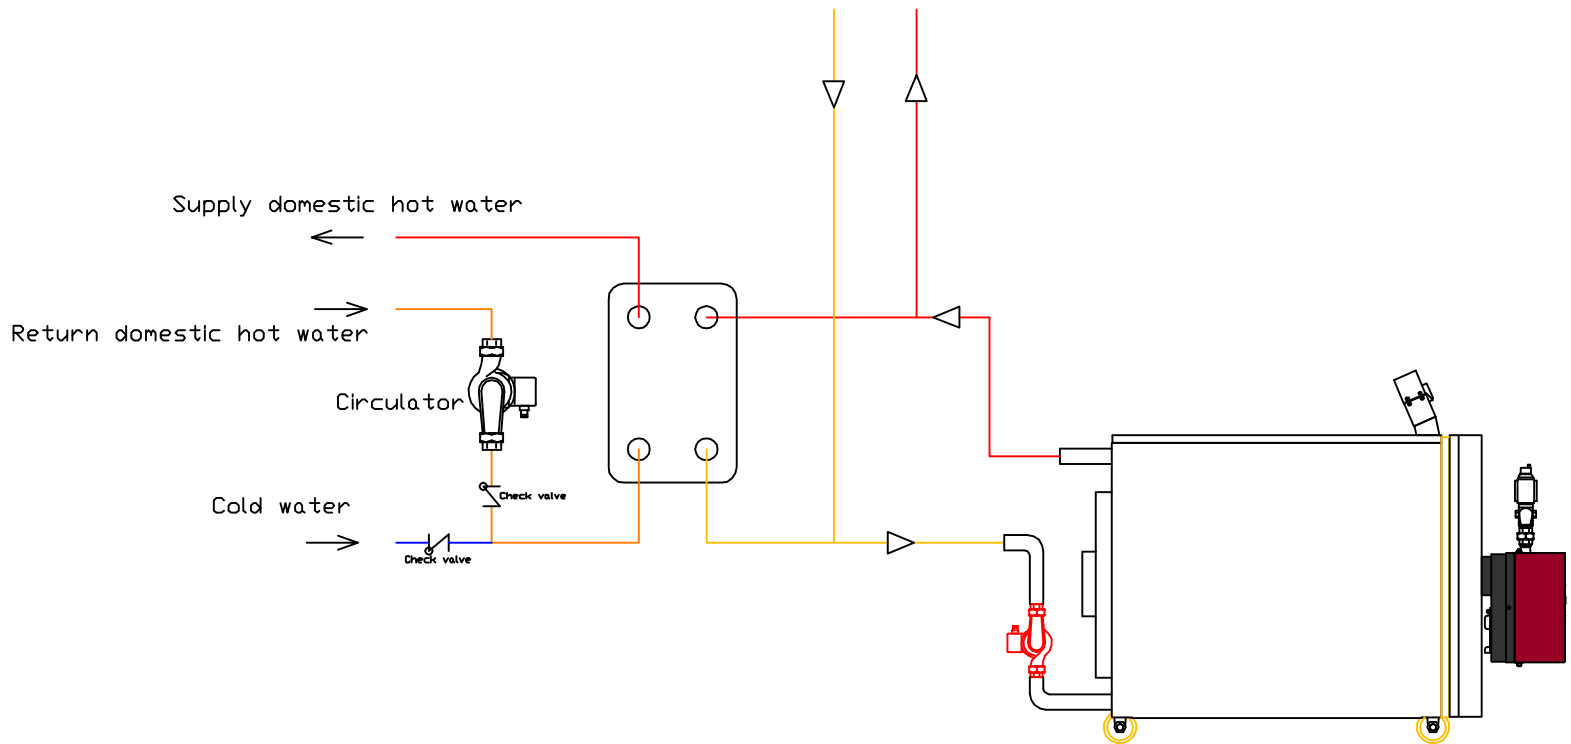 Supply domestic hot water
Return domestic hot water
Circulator
Cold water
Check valve
Check valve